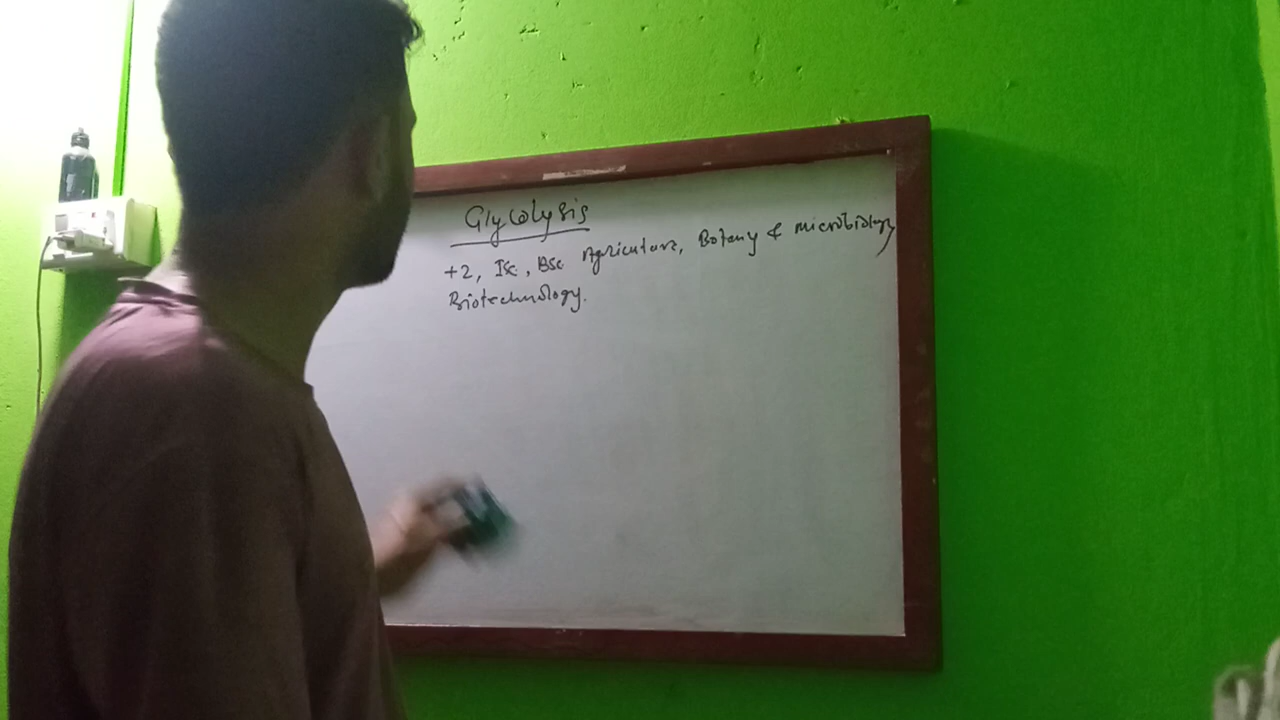 Glycolysis
+2, Isc, Bsc Agriculture, Botany & microbiology
Biotechnology.